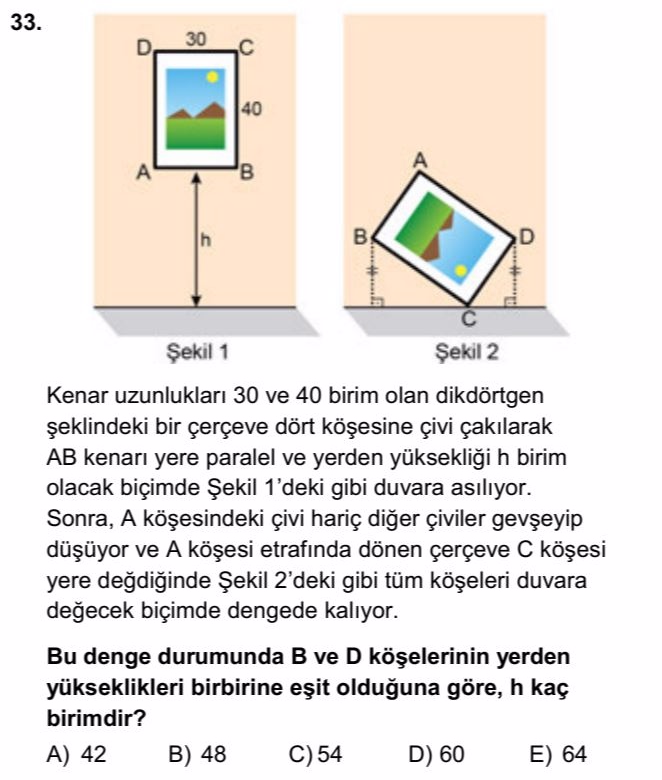 33.
D 30 C
40
A B
h
Şekil 1
A
B D
C
Şekil 2
Kenar uzunlukları 30 ve 40 birim olan dikdörtgen
şeklindeki bir çerçeve dört köşesine çivi çakılarak
AB kenarı yere paralel ve yerden yüksekliği h birim
olacak biçimde Şekil 1’deki gibi duvara asılıyor.
Sonra, A köşesindeki çivi hariç diğer çiviler gevşeyip
düşüyor ve A köşesi etrafında dönen çerçeve C köşesi
yere değdiğinde Şekil 2’deki gibi tüm köşeleri duvara
değecek biçimde dengede kalıyor.
Bu denge durumunda B ve D köşelerinin yerden
yükseklikleri birbirine eşit olduğuna göre, h kaç
birimdir?
A) 42 B) 48 C) 54 D) 60 E) 64